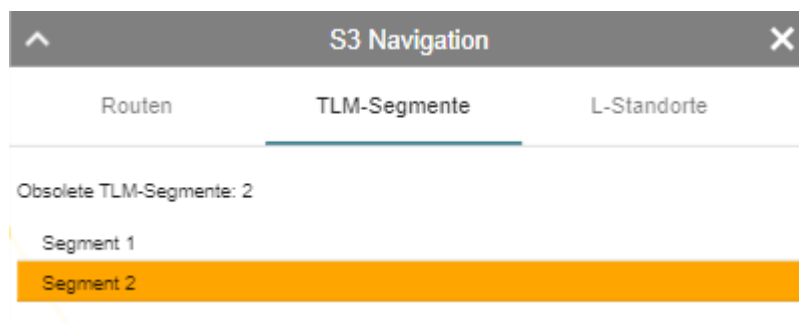 S3 Navigation
Routen TLM-Segmente L-Standorte
Obsolete TLM-Segmente: 2
Segment 1
Segment 2